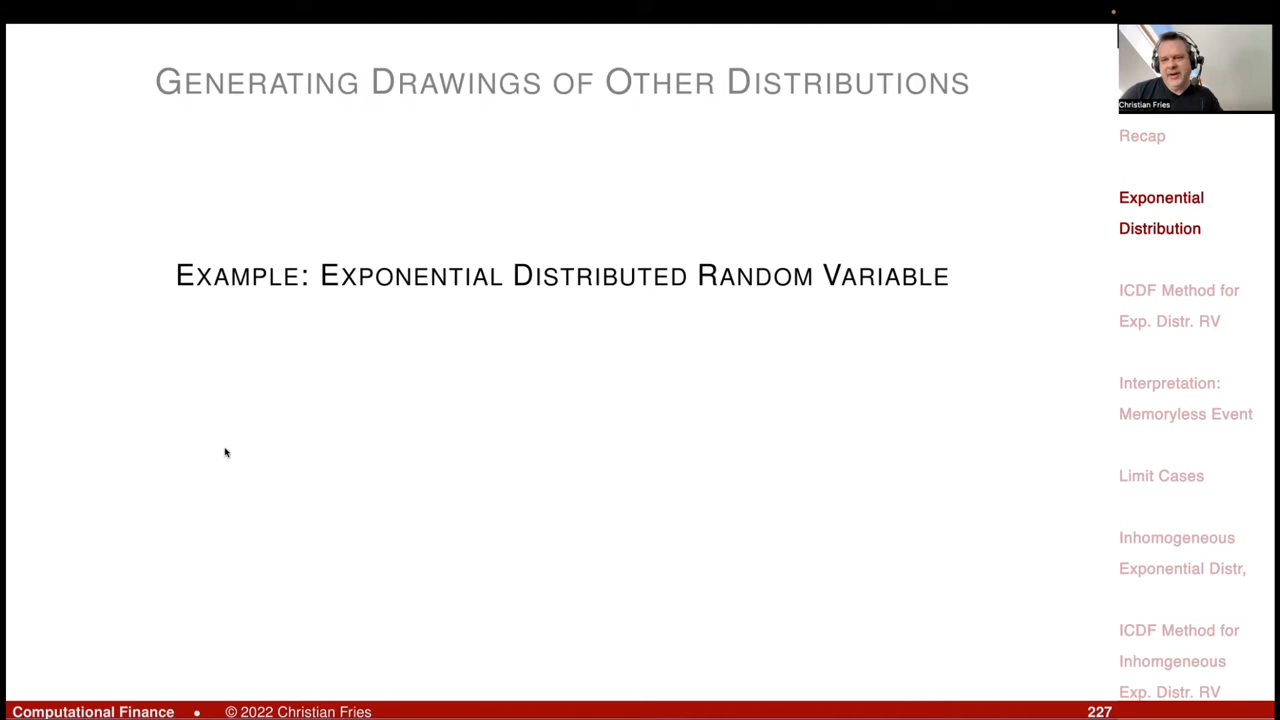 GENERATING DRAWINGS OF OTHER DISTRIBUTIONS
Christian Fries
EXAMPLE: EXPONENTIAL DISTRIBUTED RANDOM VARIABLE
Recap
Exponential
Distribution
ICDF Method for
Exp. Distr. RV
Interpretation:
Memoryless Event
Limit Cases
Inhomogeneous
Exponential Distr,
ICDF Method for
Inhomgeneous
Exp. Distr. RV
Computational Finance • © 2022 Christian Fries 227